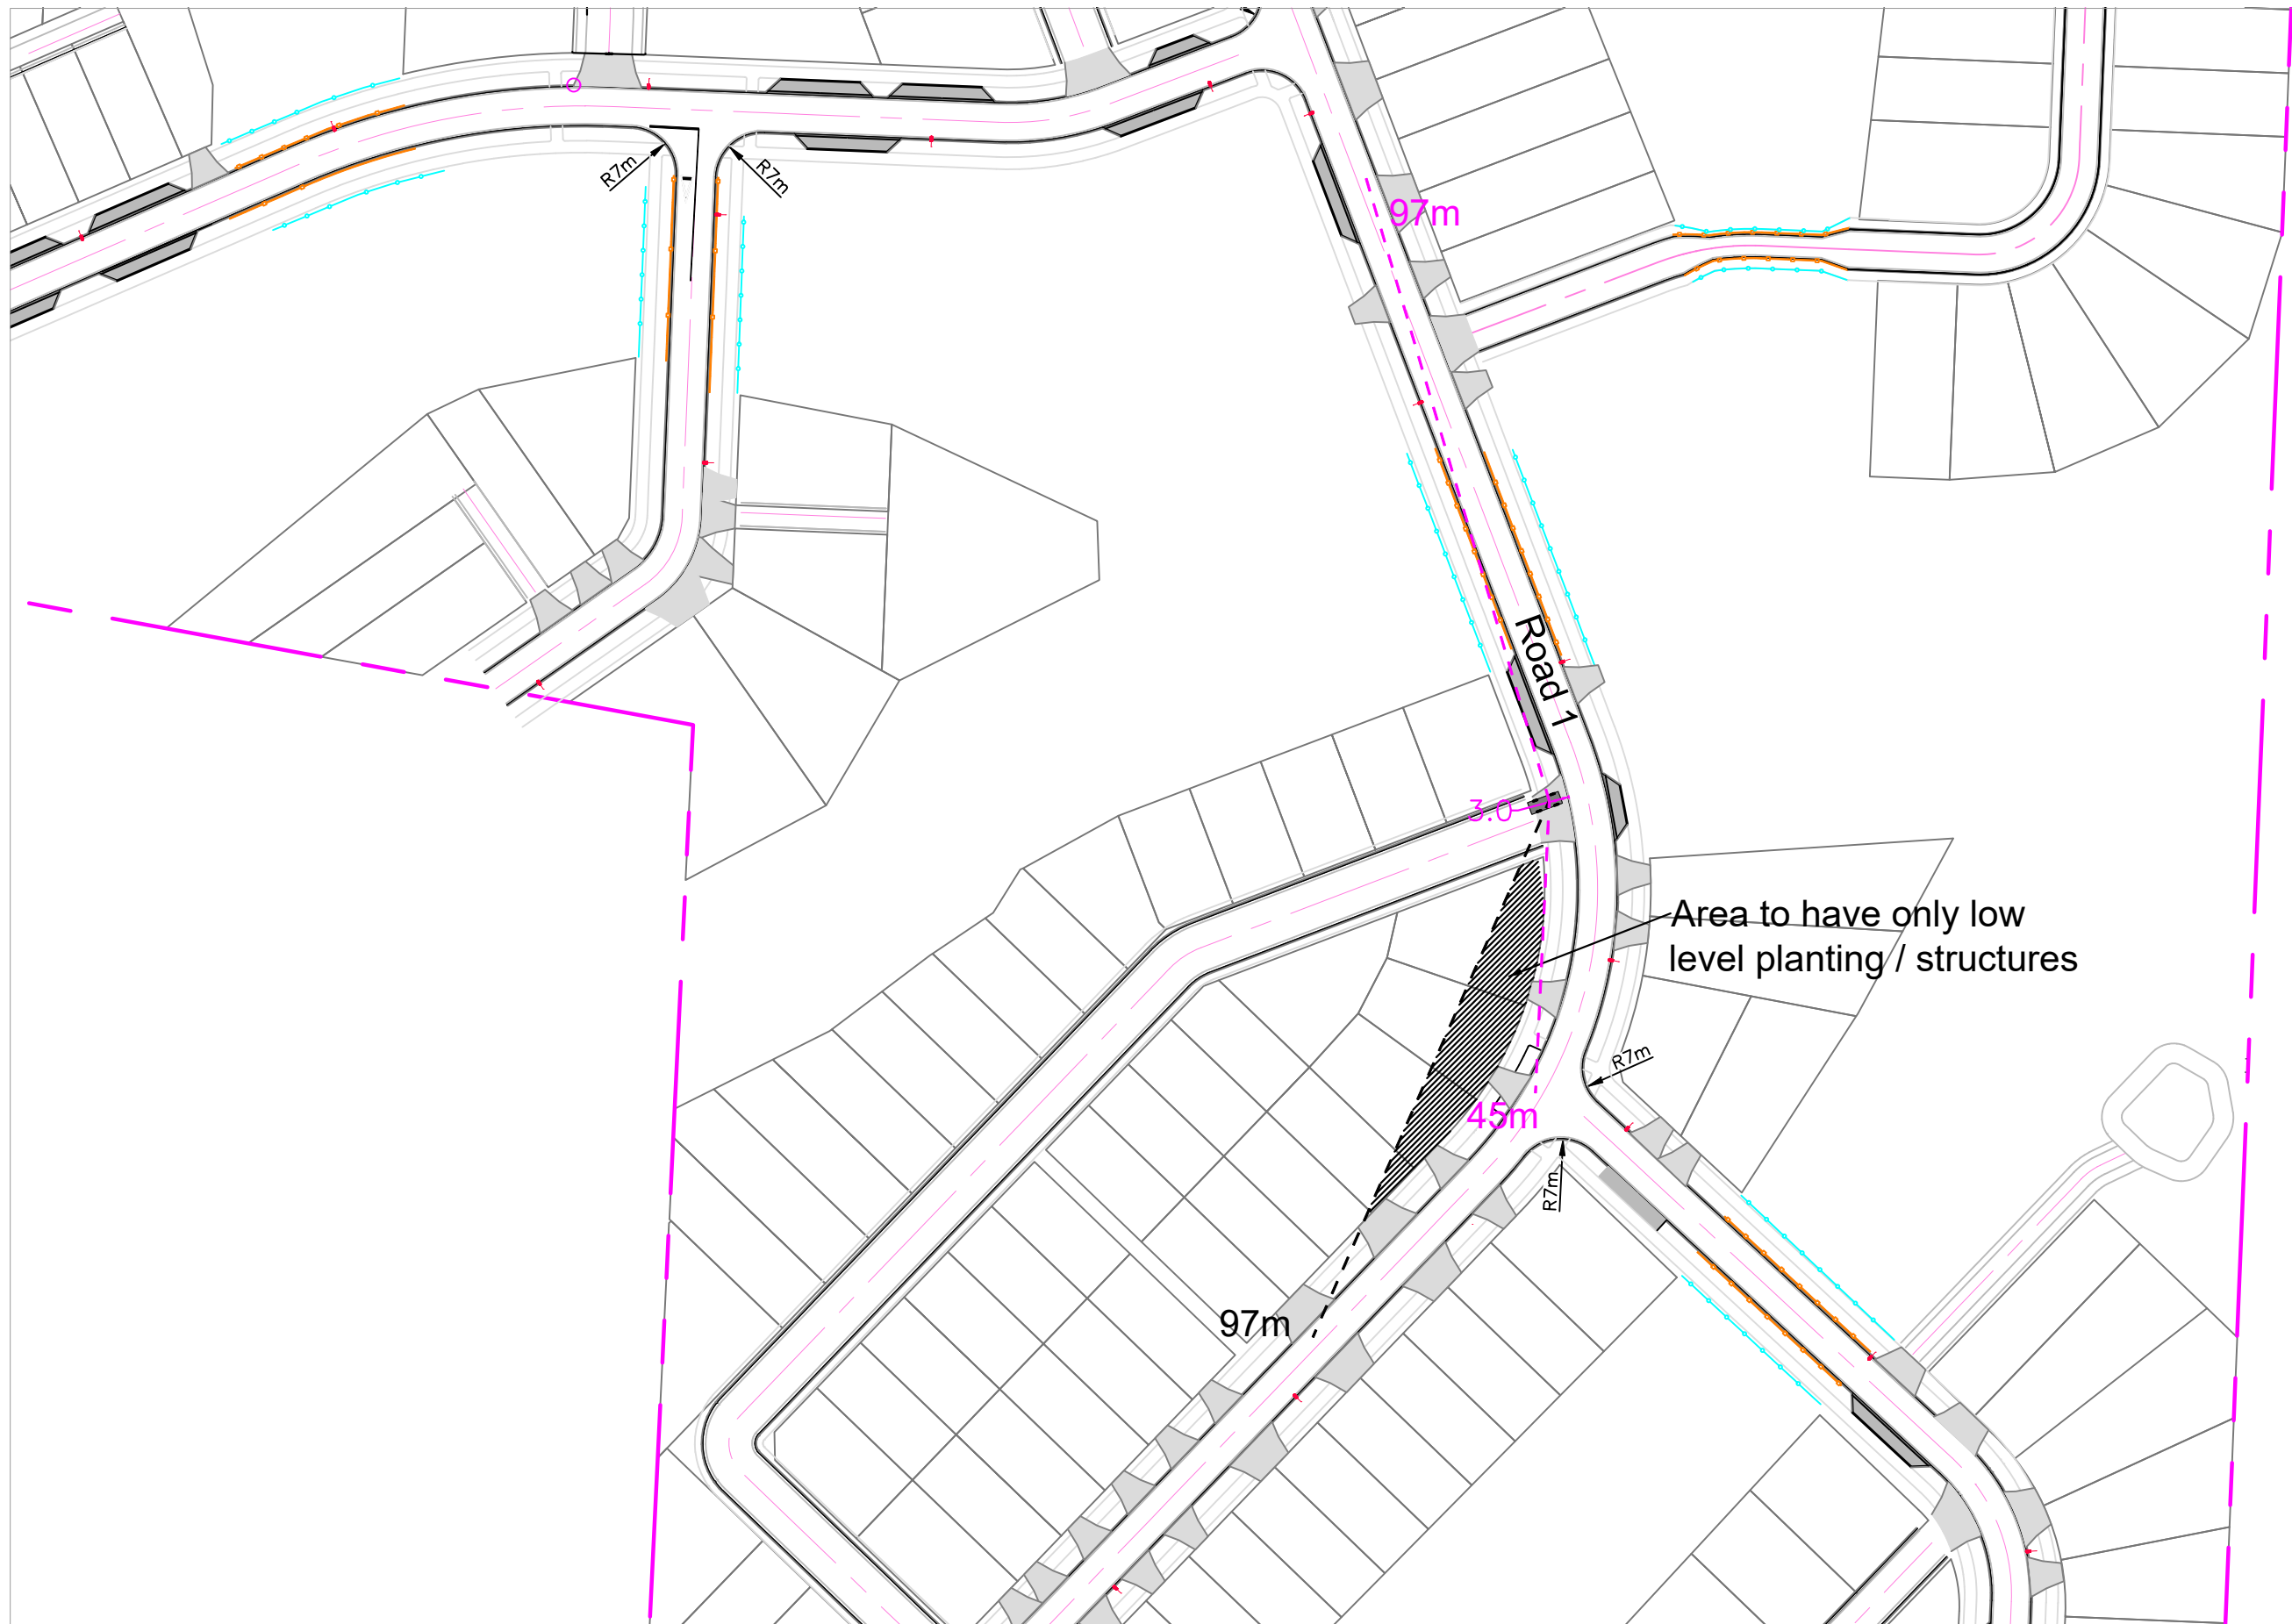 R7m
R7m
97m
Road 1
3.0
Area to have only low
level planting / structures
R7m
45m
R7m
97m